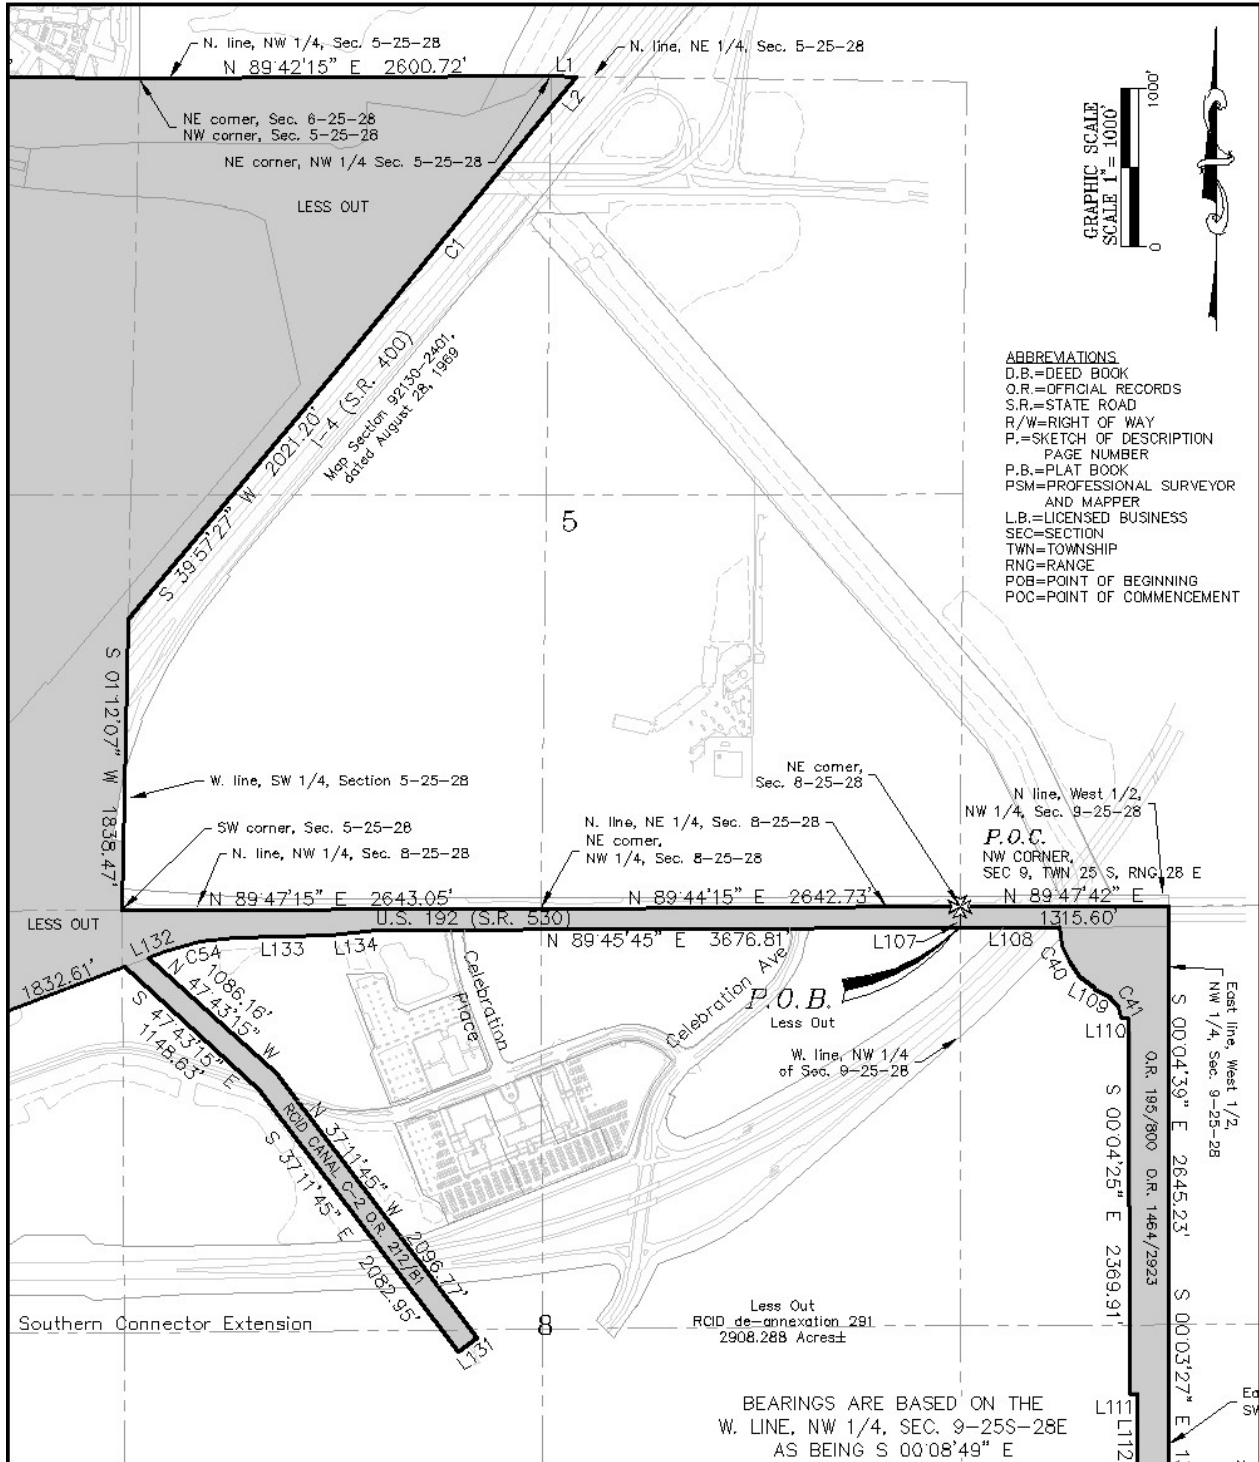 N. line, NW 1/4, Sec. 5-25-28
N 89°42'15" E 2600.72'
L1
N. line, NE 1/4, Sec. 5-25-28
L2
NE corner, Sec. 6-25-28
NW corner, Sec. 5-25-28
NE corner, NW 1/4 Sec. 5-25-28
LESS OUT
C1
GRAPHIC SCALE
SCALE 1" = 1000'
0
1000'
I-4 (S.R. 400)
Map Section 92130-2401,
dated August 28, 1969
S 39°57'27" W 2021.20'
ABBREVIATIONS
D.B.=DEED BOOK
O.R.=OFFICIAL RECORDS
S.R.=STATE ROAD
R/W=RIGHT OF WAY
P.=SKETCH OF DESCRIPTION
PAGE NUMBER
P.B.=PLAT BOOK
PSM=PROFESSIONAL SURVEYOR
AND MAPPER
L.B.=LICENSED BUSINESS
SEC=SECTION
TWN=TOWNSHIP
RNG=RANGE
POB=POINT OF BEGINNING
POC=POINT OF COMMENCEMENT
5
S 01°12'07" W 1838.47'
W. line, SW 1/4, Section 5-25-28
SW corner, Sec. 5-25-28
N. line, NW 1/4, Sec. 8-25-28
N. line, NE 1/4, Sec. 8-25-28
NE corner,
NW 1/4, Sec. 8-25-28
NE corner,
Sec. 8-25-28
N line, West 1/2,
NW 1/4, Sec. 9-25-28
P.O.C.
NW CORNER,
SEC 9, TWN 25 S, RNG 28 E
N 89°47'15" E 2643.05'
N 89°44'15" E 2642.73'
N 89°47'42" E
1315.60'
LESS OUT
U.S. 192 (S.R. 530)
L132
C54
L133
L134
N 89°45'45" E 3676.81'
L107
L108
1832.61'
C40
L109
C41
L110
N 47°43'15" W
1086.16'
S 47°43'15" E
1148.63'
Celebration
Place
Celebration Ave
P.O.B.
Less Out
W. line, NW 1/4
of Sec. 9-25-28
East line, West 1/2,
NW 1/4, Sec. 9-25-28
S 00°04'39" E 2645.23'
O.R. 195/800 O.R. 1464/2923
S 00°04'25" E 2369.91'
N 37°11'45" W 2096.77'
RCID CANAL C-2 O.R. 212/81
S 37°11'45" E 2082.95'
L131
Southern Connector Extension
8
Less Out
RCID de-annexation 291
2908.288 Acres±
S 00°03'27" E
BEARINGS ARE BASED ON THE
W. LINE, NW 1/4, SEC. 9-25S-28E
AS BEING S 00°08'49" E
L111
L112